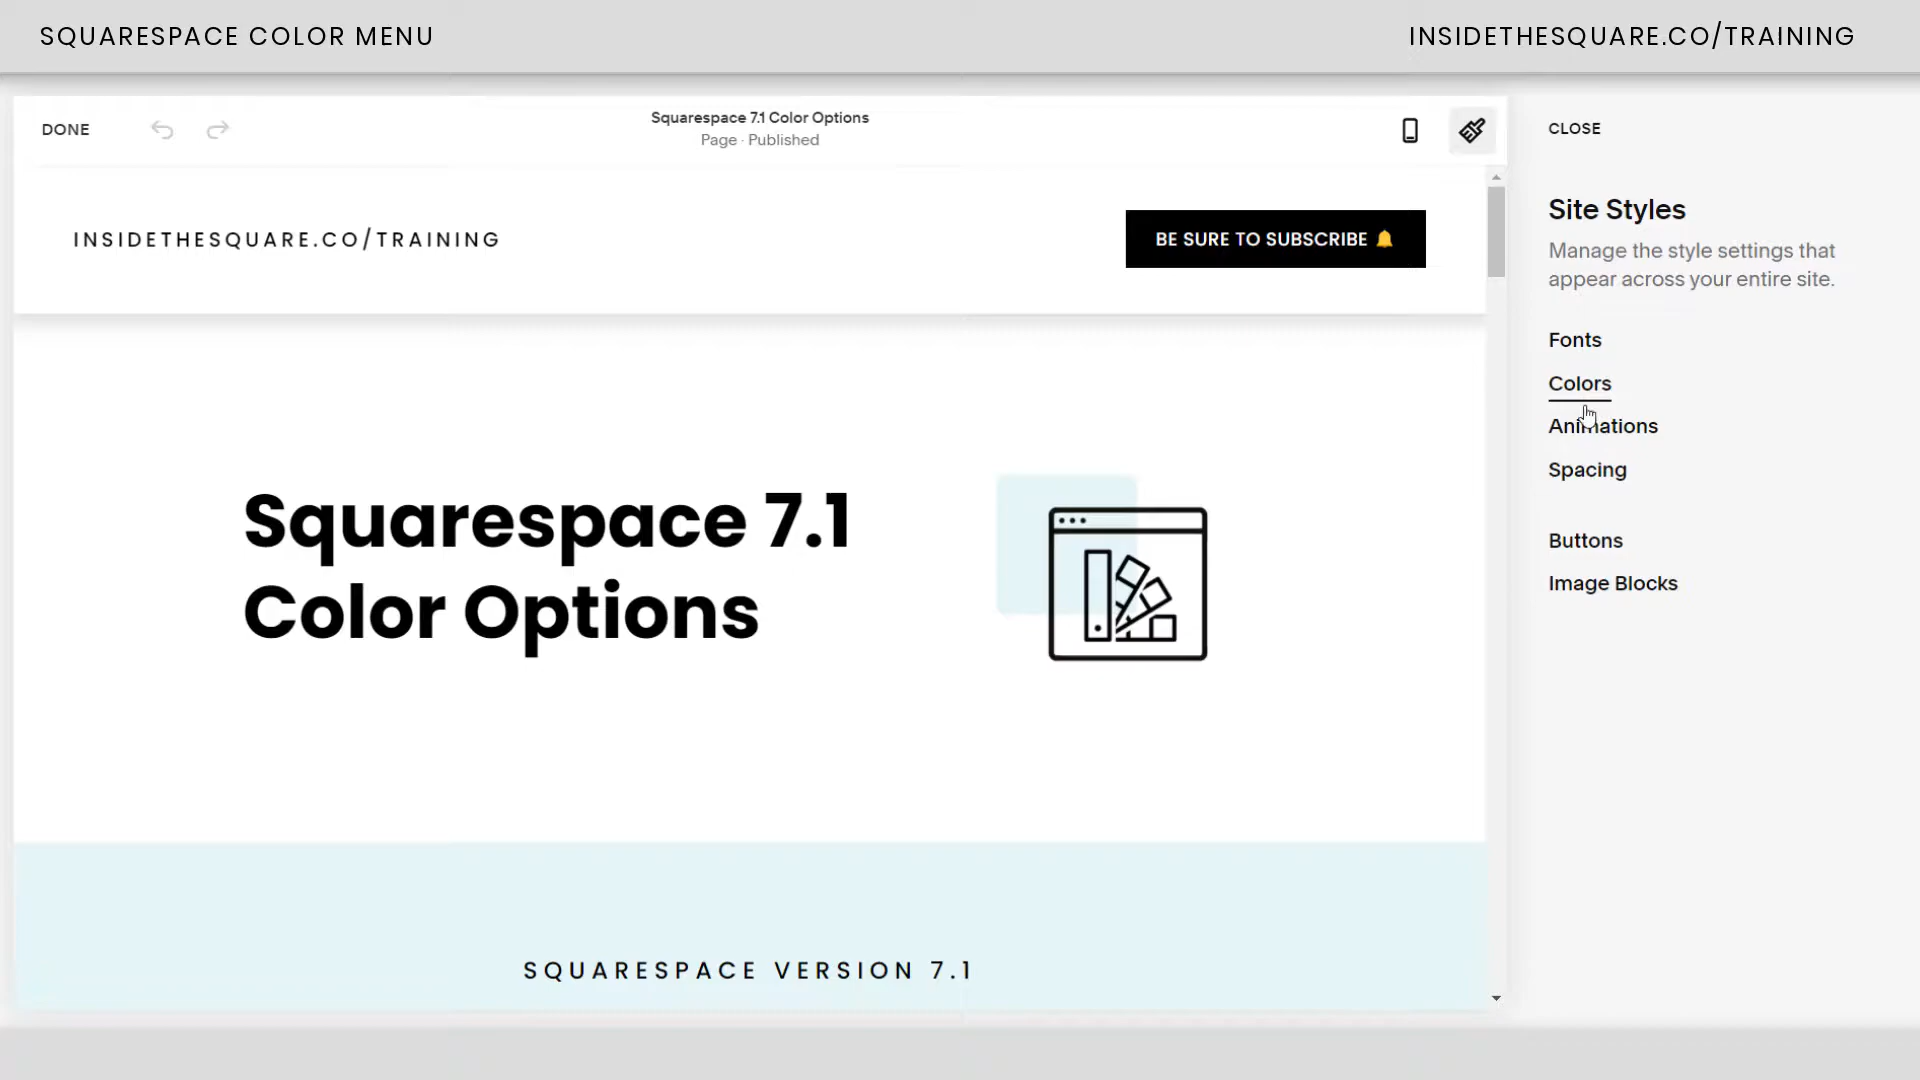 SQUARESPACE COLOR MENU
INSIDETHESQUARE.CO/TRAINING
DONE
Squarespace 7.1 Color Options
Page · Published
CLOSE
INSIDETHESQUARE.CO/TRAINING
BE SURE TO SUBSCRIBE 🔔
Site Styles
Manage the style settings that
appear across your entire site.
Fonts
Colors
Animations
Spacing
Buttons
Image Blocks
Squarespace 7.1
Color Options
SQUARESPACE VERSION 7.1